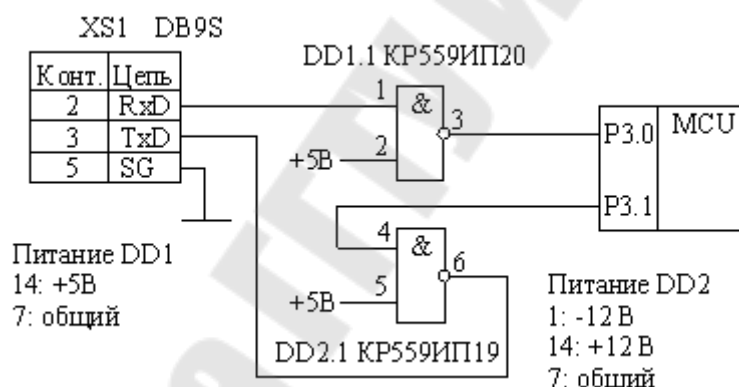 XS1 DB9S
Конт. Цепь
2 RxD
3 TxD
5 SG
DD1.1 КР559ИП20
1
&
3
2
+5В
P3.0
MCU
P3.1
4
&
6
5
+5В
DD2.1 КР559ИП19
Питание DD1
14: +5В
7: общий
Питание DD2
1: -12 В
14: +12 В
7: общий